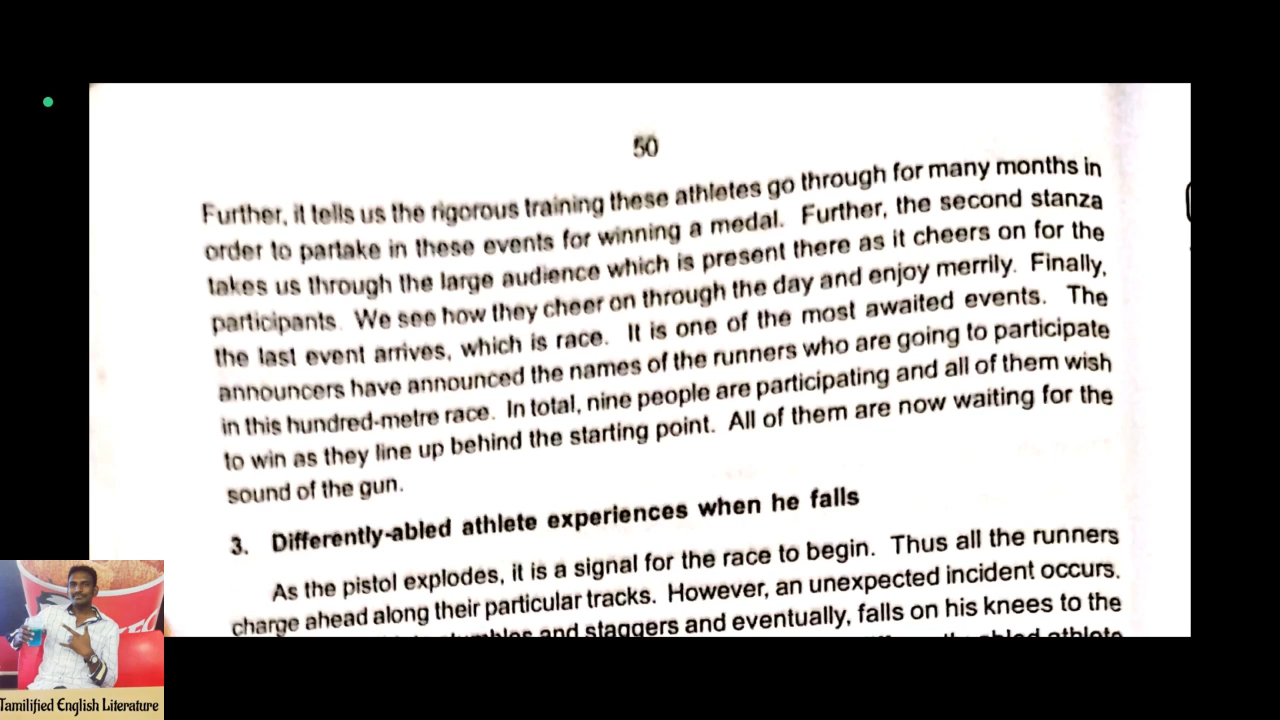 50
Further, it tells us the rigorous training these athletes go through for many months in
order to partake in these events for winning a medal. Further, the second stanza
takes us through the large audience which is present there as it cheers on for the
participants. We see how they cheer on through the day and enjoy merrily. Finally,
the last event arrives, which is race. It is one of the most awaited events. The
announcers have announced the names of the runners who are going to participate
in this hundred-metre race. In total, nine people are participating and all of them wish
to win as they line up behind the starting point. All of them are now waiting for the
sound of the gun.
3. Differently-abled athlete experiences when he falls
As the pistol explodes, it is a signal for the race to begin. Thus all the runners
charge ahead along their particular tracks. However, an unexpected incident occurs.
and staggers and eventually, falls on his knees to the
athlete
Tamilified English Literature